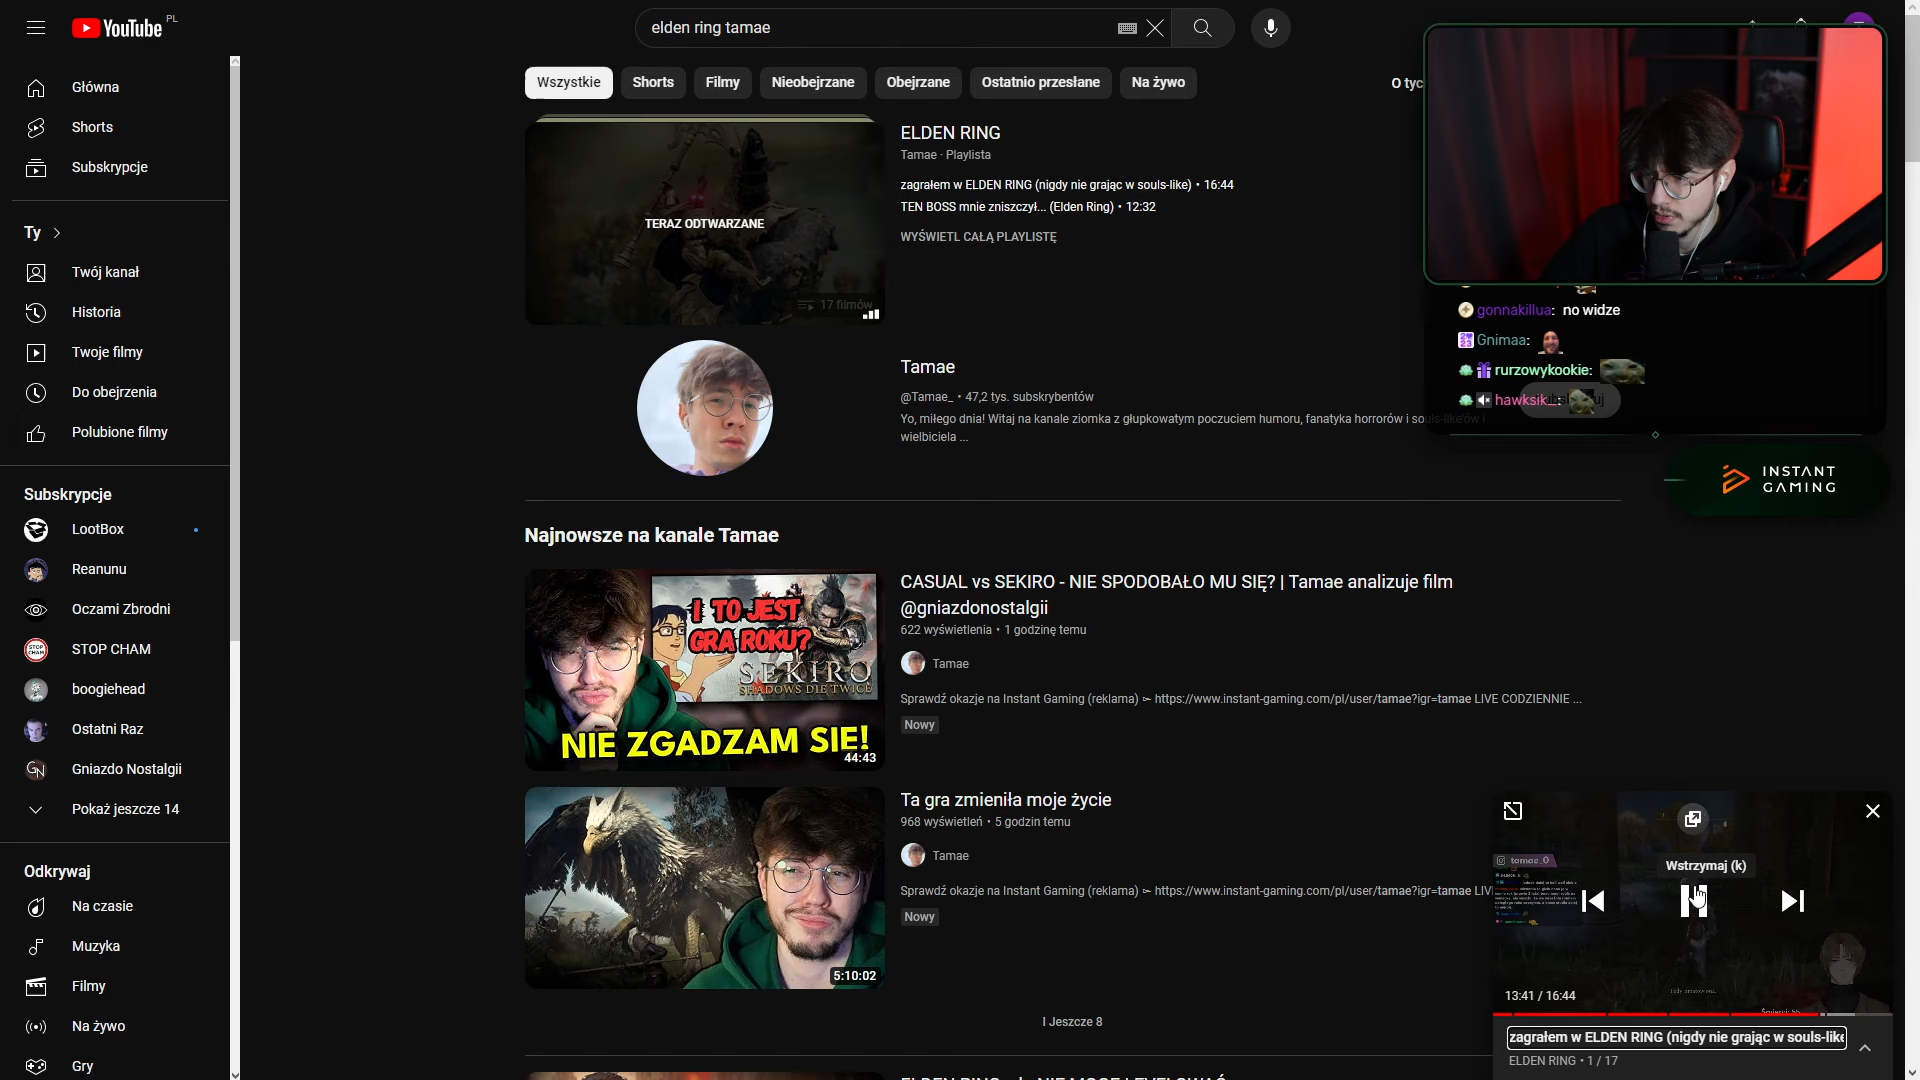 YouTube PL
elden ring tamae
Wszystkie
Shorts
Filmy
Nieobejrzane
Obejrzane
Ostatnio przesłane
Na żywo
O tyc
Główna
Shorts
Subskrypcje
Ty
Twój kanał
Historia
Twoje filmy
Do obejrzenia
Polubione filmy
Subskrypcje
LootBox
Reanunu
Oczami Zbrodni
STOP CHAM
boogiehead
Ostatni Raz
Gniazdo Nostalgii
Pokaż jeszcze 14
Odkrywaj
Na czasie
Muzyka
Filmy
Na żywo
Gry
TERAZ ODTWARZANE
17 filmów
ELDEN RING
Tamae · Playlista
zagrałem w ELDEN RING (nigdy nie grając w souls-like) • 16:44
TEN BOSS mnie zniszczył... (Elden Ring) • 12:32
WYŚWIETL CAŁĄ PLAYLISTĘ
Tamae
@Tamae_ • 47,2 tys. subskrybentów
Yo, miłego dnia! Witaj na kanale ziomka z głupkowatym poczuciem humoru, fanatyka horrorów i souls-like'ów i
wielbiciela ...
Najnowsze na kanale Tamae
I TO JEST
GRA ROKU?
SEKIRO
SHADOWS DIE TWICE
NIE ZGADZAM SIE!
44:43
CASUAL vs SEKIRO - NIE SPODOBAŁO MU SIĘ? | Tamae analizuje film
@gniazdonostalgii
622 wyświetlenia • 1 godzinę temu
Tamae
Sprawdź okazje na Instant Gaming (reklama) ➛ https://www.instant-gaming.com/pl/user/tamae?igr=tamae LIVE CODZIENNIE ...
Nowy
5:10:02
Ta gra zmieniła moje życie
968 wyświetleń • 5 godzin temu
Tamae
Sprawdź okazje na Instant Gaming (reklama) ➛ https://www.instant-gaming.com/pl/user/tamae?igr=tamae LIV
Nowy
I Jeszcze 8
gonnakillua: no widze
Gnimaa:
rurzowykookie:
hawksik_:
INSTANT
GAMING
tamae_0
Wstrzymaj (k)
13:41 / 16:44
zagrałem w ELDEN RING (nigdy nie grając w souls-like
ELDEN RING • 1 / 17